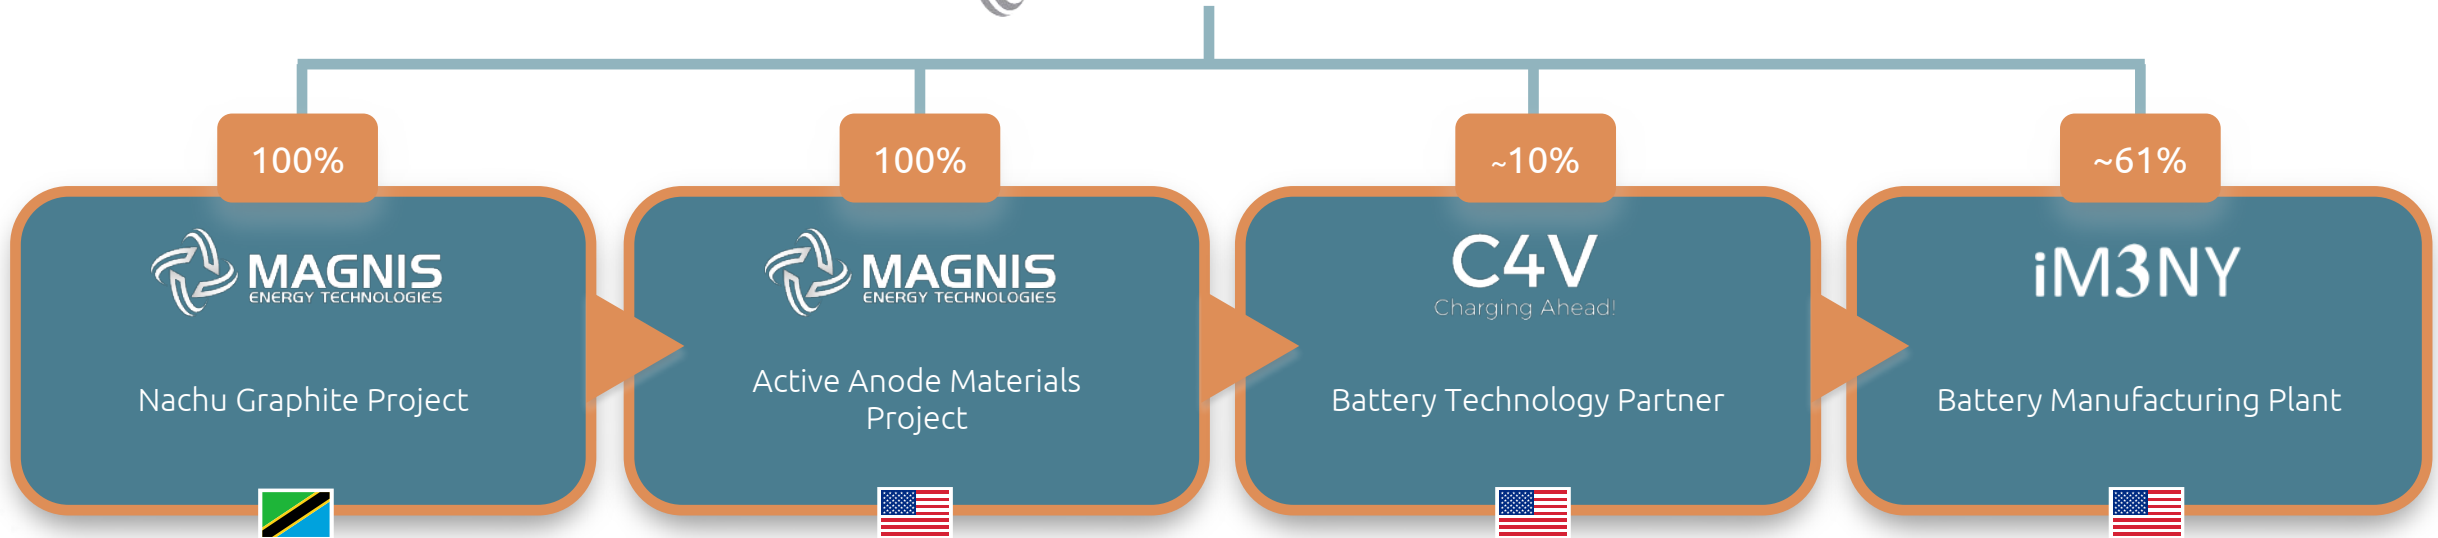 100%
100%
~10%
~61%
MAGNIS
ENERGY TECHNOLOGIES
Nachu Graphite Project
MAGNIS
ENERGY TECHNOLOGIES
Active Anode Materials
Project
C4V
Charging Ahead!
Battery Technology Partner
iM3NY
Battery Manufacturing Plant